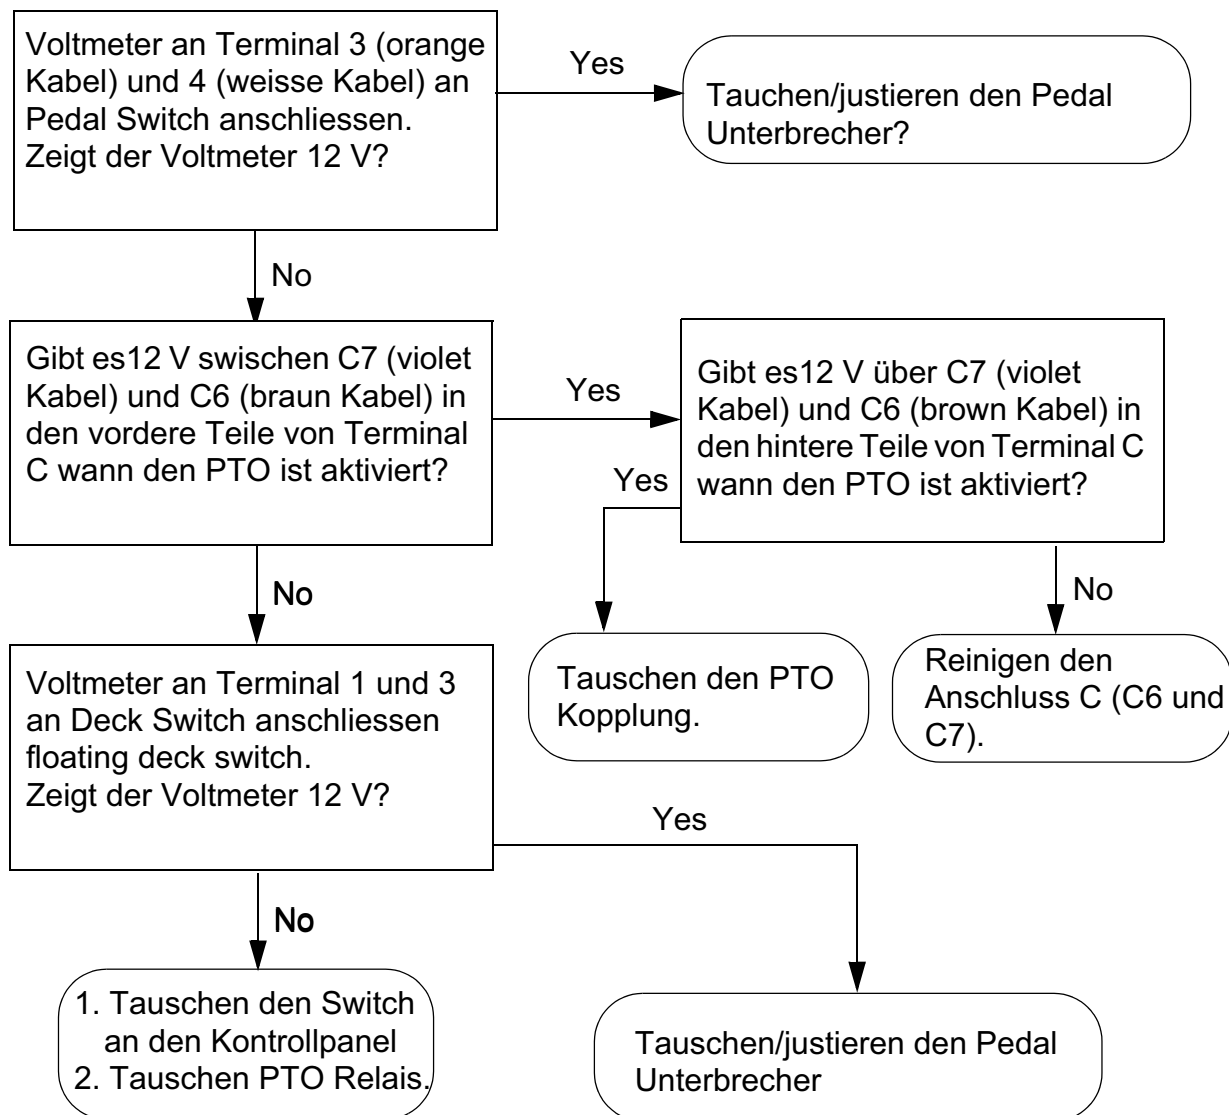 Voltmeter an Terminal 3 (orange
Kabel) und 4 (weisse Kabel) an
Pedal Switch anschliessen.
Zeigt der Voltmeter 12 V?
Yes
Tauchen/justieren den Pedal
Unterbrecher?
No
Gibt es12 V swischen C7 (violet
Kabel) und C6 (braun Kabel) in
den vordere Teile von Terminal
C wann den PTO ist aktiviert?
Yes
Gibt es12 V über C7 (violet
Kabel) und C6 (brown Kabel) in
den hintere Teile von Terminal C
wann den PTO ist aktiviert?
Yes
No
No
Tauschen den PTO
Kopplung.
Reinigen den
Anschluss C (C6 und
C7).
Voltmeter an Terminal 1 und 3
an Deck Switch anschliessen
floating deck switch.
Zeigt der Voltmeter 12 V?
Yes
No
1. Tauschen den Switch
an den Kontrollpanel
2. Tauschen PTO Relais.
Tauschen/justieren den Pedal
Unterbrecher